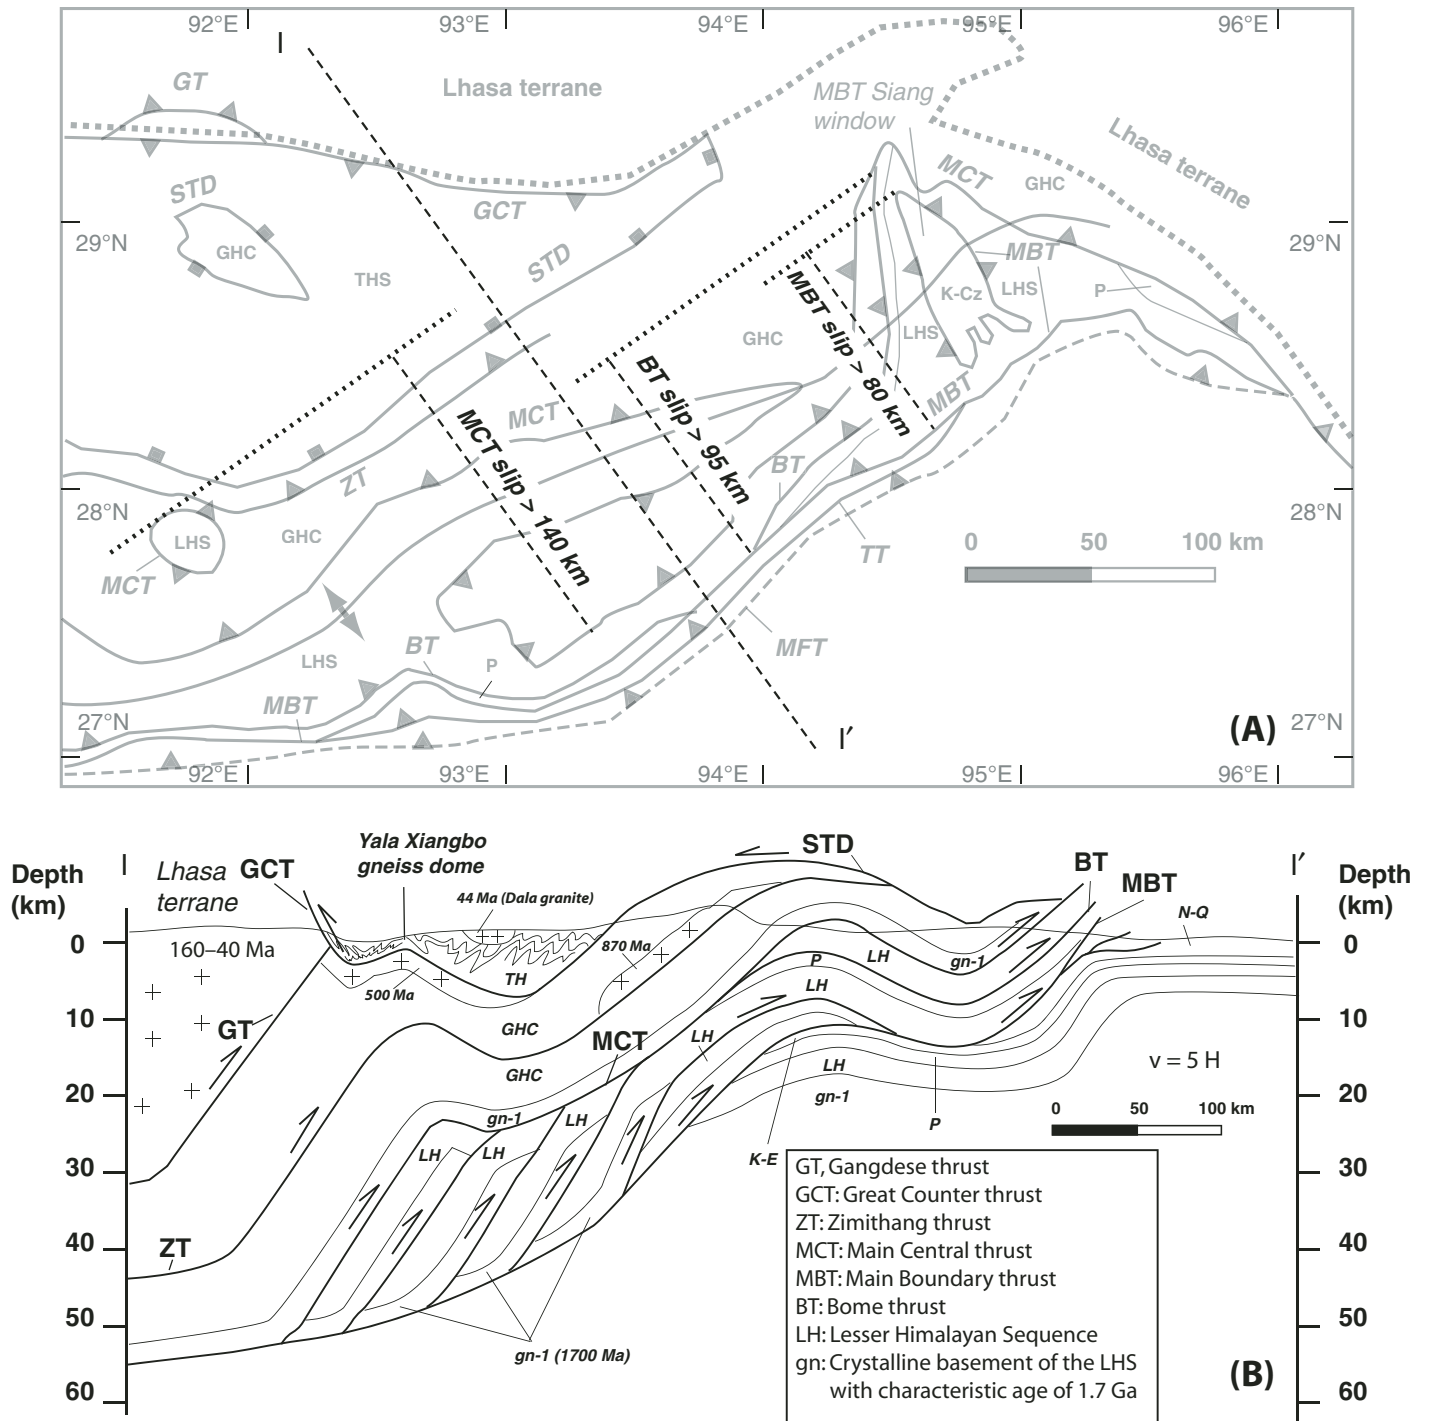 92°E
93°E
94°E
95°E
96°E
I
GT
Lhasa terrane
MBT Siang
window
Lhasa terrane
MCT
GHC
STD
GCT
29°N
29°N
GHC
THS
STD
MBT
K-Cz
LHS
P
LHS
GHC
MBT slip > 80 km
BT slip > 95 km
MCT slip > 140 km
MCT
MBT
ZT
BT
28°N
28°N
LHS
GHC
MCT
TT
0
50
100 km
MFT
BT
LHS
P
MBT
27°N
I′
(A)
27°N
92°E
93°E
94°E
95°E
96°E
Depth
(km)
I
Lhasa
terrane
GCT
Yala Xiangbo
gneiss dome
44 Ma (Dala granite)
STD
BT
MBT
N-Q
I′
Depth
(km)
0
160–40 Ma
870 Ma
TH
500 Ma
gn-1
LH
P
LH
0
10
GT
GHC
MCT
LH
10
GHC
LH
gn-1
v = 5 H
20
gn-1
LH
LH
LH
P
K-E
0
50
100 km
20
30
30
40
ZT
40
50
50
gn-1 (1700 Ma)
60
60
GT, Gangdese thrust
GCT: Great Counter thrust
ZT: Zimithang thrust
MCT: Main Central thrust
MBT: Main Boundary thrust
BT: Bome thrust
LH: Lesser Himalayan Sequence
gn: Crystalline basement of the LHS
with characteristic age of 1.7 Ga
(B)